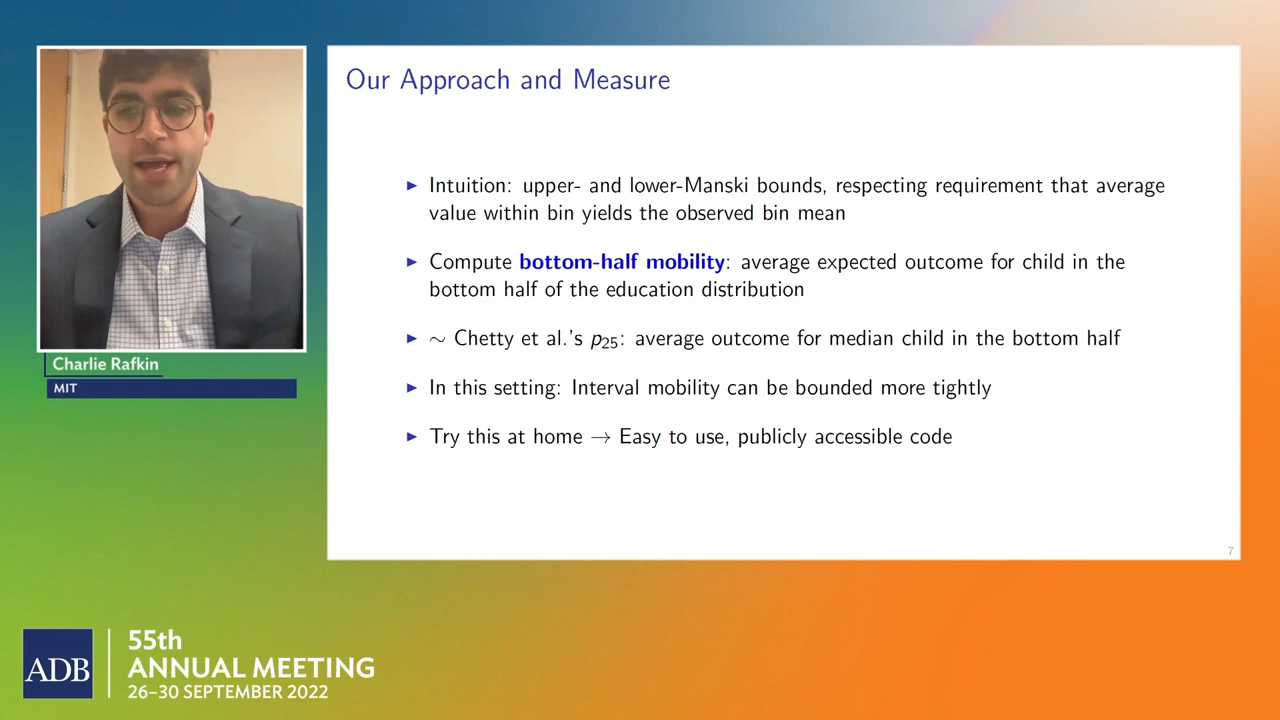 Our Approach and Measure
▶ Intuition: upper- and lower-Manski bounds, respecting requirement that average
value within bin yields the observed bin mean
▶ Compute bottom-half mobility: average expected outcome for child in the
bottom half of the education distribution
▶ ∼ Chetty et al.'s p25: average outcome for median child in the bottom half
▶ In this setting: Interval mobility can be bounded more tightly
▶ Try this at home → Easy to use, publicly accessible code
7
Charlie Rafkin
MIT
ADB
55th
ANNUAL MEETING
26–30 SEPTEMBER 2022